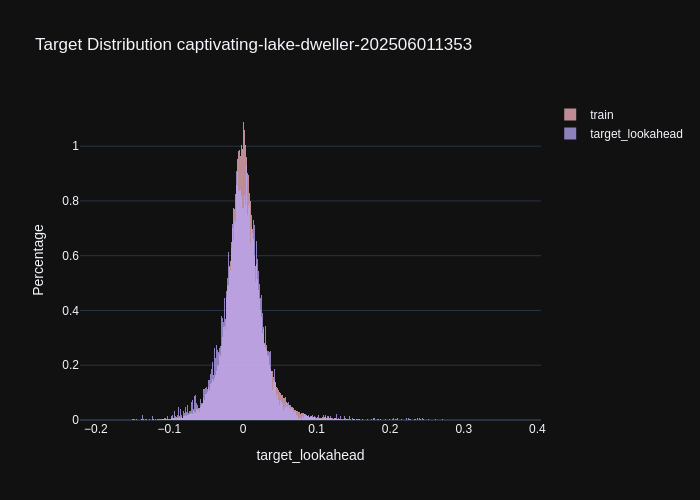 Target Distribution captivating-lake-dweller-202506011353
train
target_lookahead
1
0.8
0.6
0.4
0.2
0
Percentage
−0.2 −0.1 0 0.1 0.2 0.3 0.4
target_lookahead